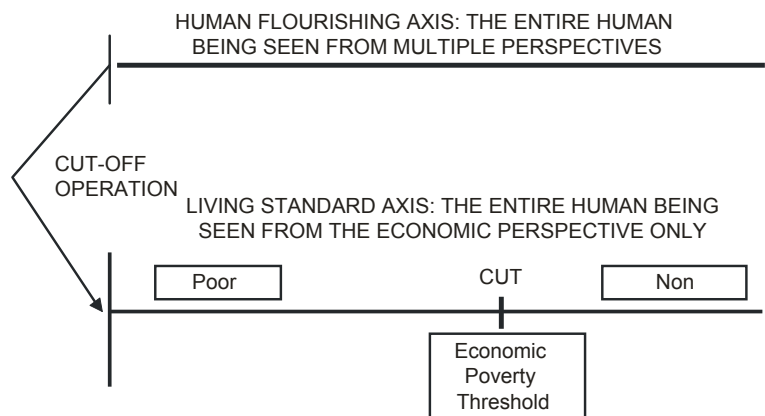 HUMAN FLOURISHING AXIS: THE ENTIRE HUMAN
BEING SEEN FROM MULTIPLE PERSPECTIVES
CUT-OFF
OPERATION
LIVING STANDARD AXIS: THE ENTIRE HUMAN BEING
SEEN FROM THE ECONOMIC PERSPECTIVE ONLY
Poor
CUT
Non
Economic
Poverty
Threshold